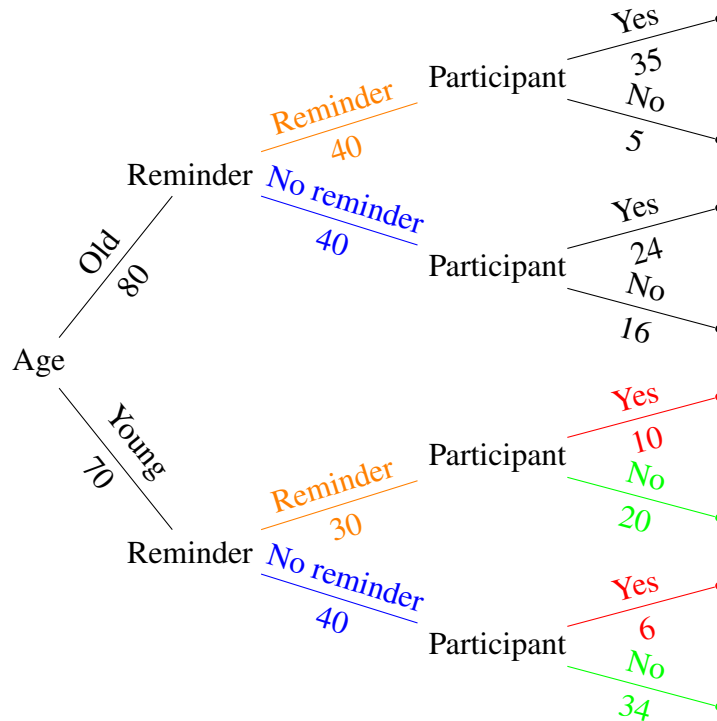 Age
Old
80
Young
70
Reminder
Reminder
40
No reminder
40
Participant
Yes
35
No
5
Participant
Yes
24
No
16
Reminder
Reminder
30
No reminder
40
Participant
Yes
10
No
20
Participant
Yes
6
No
34